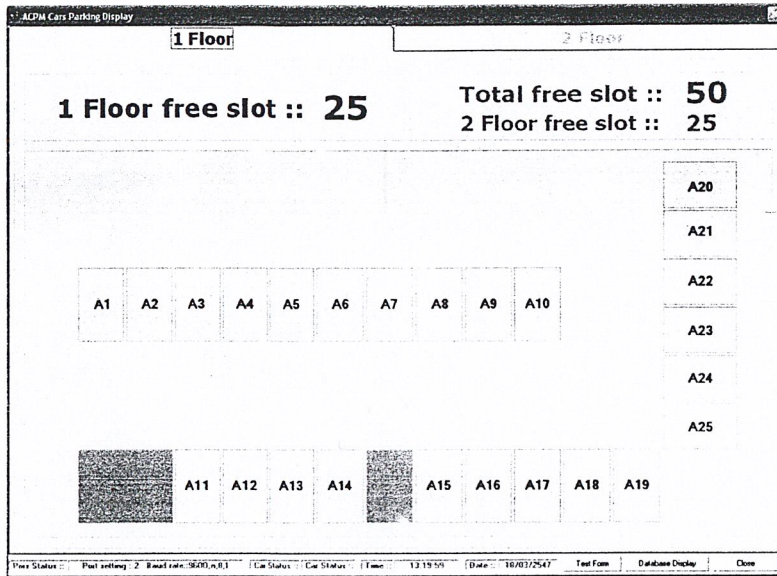 ACPM Cars Parking Display
1 Floor
2 Floor
1 Floor free slot :: 25
Total free slot :: 50
2 Floor free slot :: 25
A20
A21
A22
A23
A24
A25
A1 A2 A3 A4 A5 A6 A7 A8 A9 A10
A11 A12 A13 A14 A15 A16 A17 A18 A19
Port Status :: Port setting : 2 Baud rate.:9600,n,8,1 Car Status :: Car Status :: Time :: 13:19:59 Date :: 18/03/2547 Test Form Database Display Close